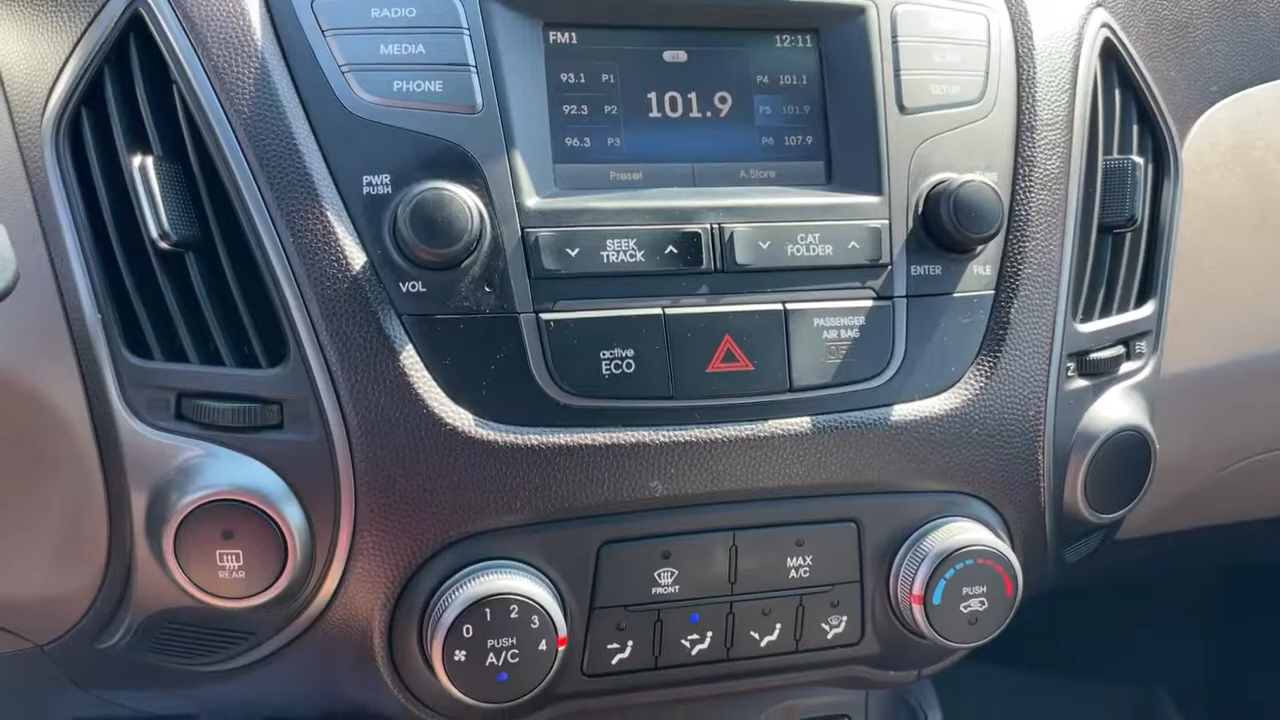 RADIO
MEDIA
PHONE
FM1
12:11
93.1 P1
92.3 P2
96.3 P3
101.9
P4 101.1
P5 101.9
P6 107.9
Preset
A.Store
SETUP
PWR
PUSH
VOL
SEEK
TRACK
CAT
FOLDER
ENTER
FILE
active
ECO
PASSENGER
AIR BAG
OFF
REAR
FRONT
MAX
A/C
0 1 2 3 4
PUSH
A/C
PUSH